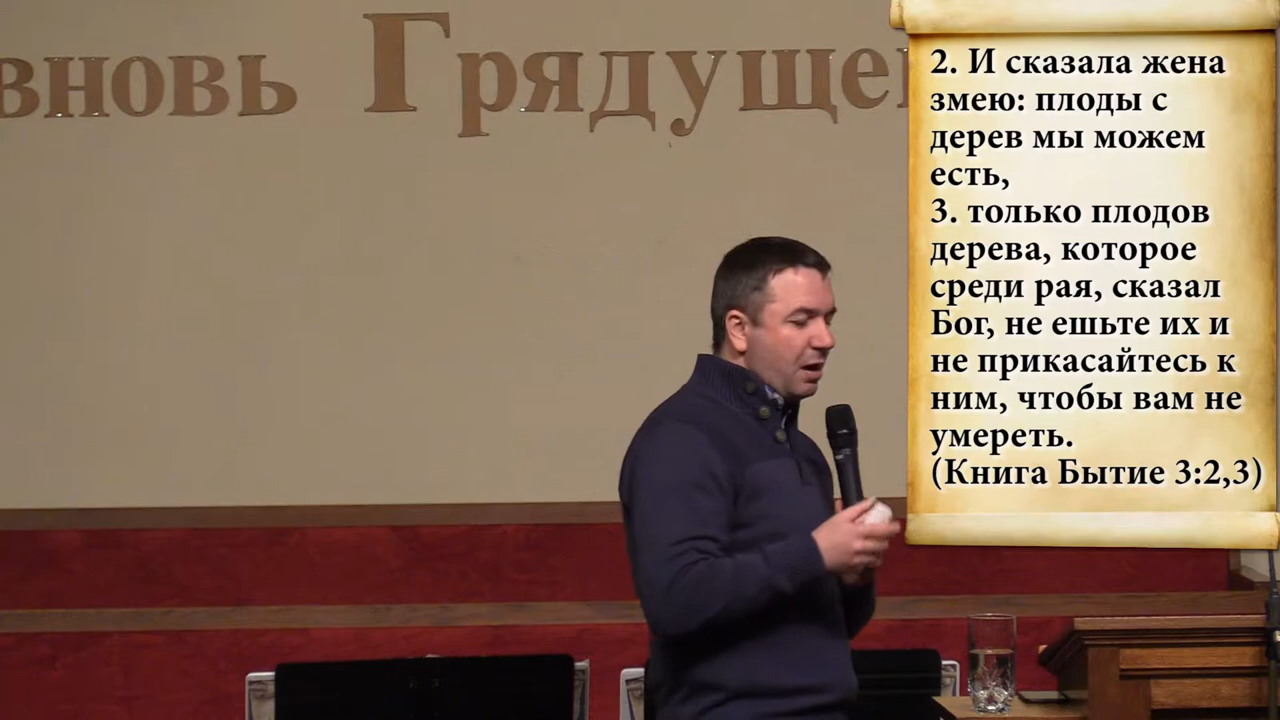 вновь Грядуще
2. И сказала жена
змею: плоды с
дерев мы можем
есть,
3. только плодов
дерева, которое
среди рая, сказал
Бог, не ешьте их и
не прикасайтесь к
ним, чтобы вам не
умереть.
(Книга Бытие 3:2,3)